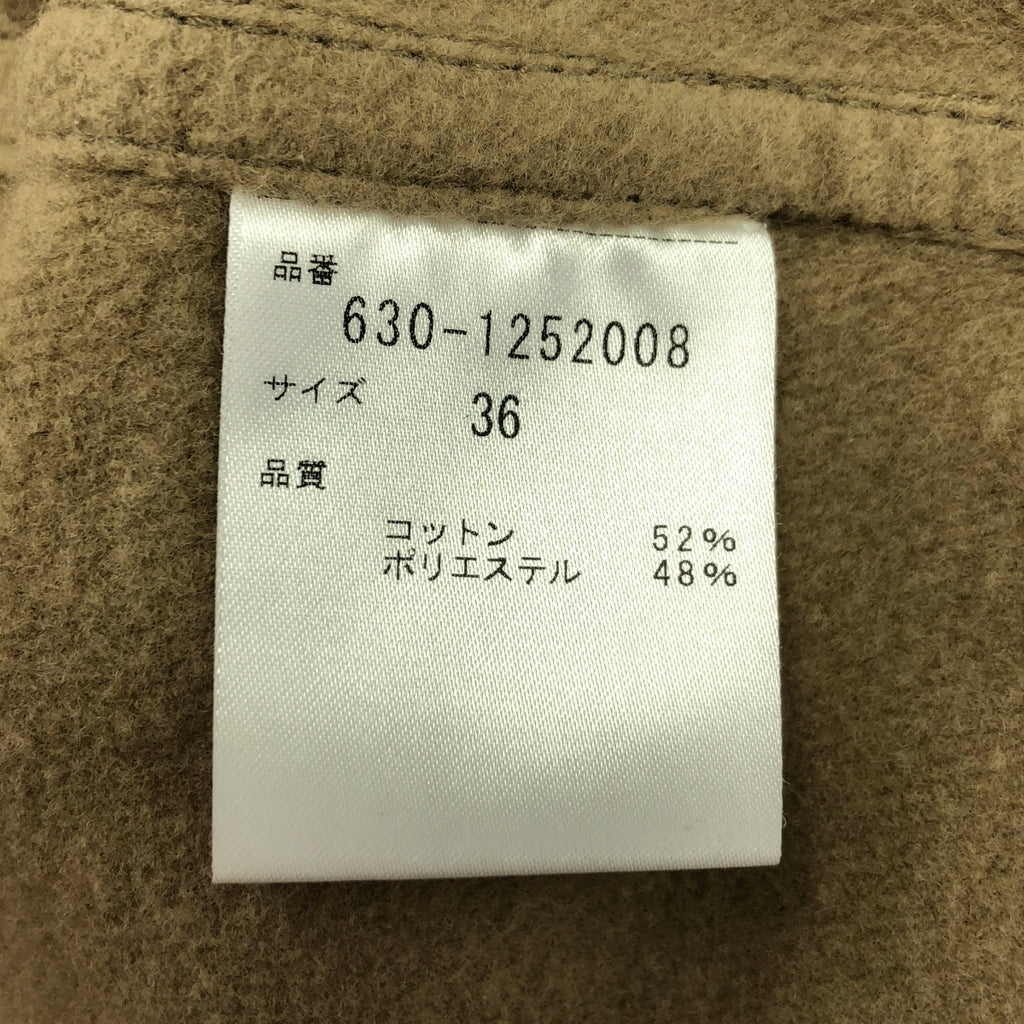 品番
630-1252008
サイズ 36
品質
コットン 52%
ポリエステル 48%